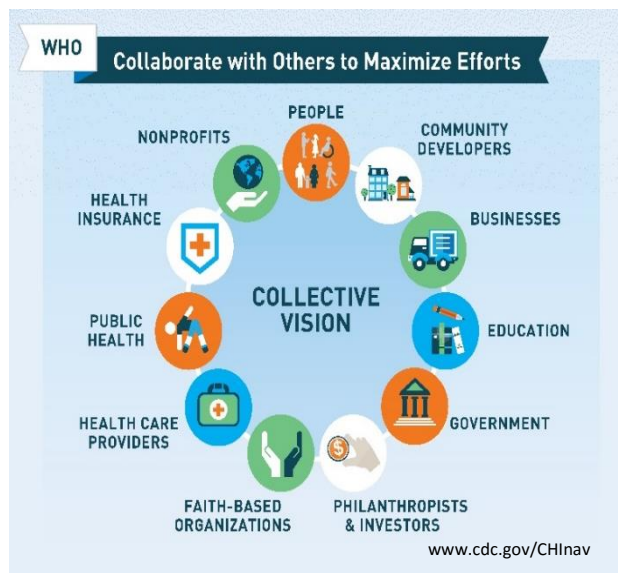 WHO
Collaborate with Others to Maximize Efforts
PEOPLE
NONPROFITS
COMMUNITY
DEVELOPERS
HEALTH
INSURANCE
BUSINESSES
COLLECTIVE
VISION
PUBLIC
HEALTH
EDUCATION
HEALTH CARE
PROVIDERS
GOVERNMENT
FAITH-BASED
ORGANIZATIONS
PHILANTHROPISTS
& INVESTORS
www.cdc.gov/CHInav